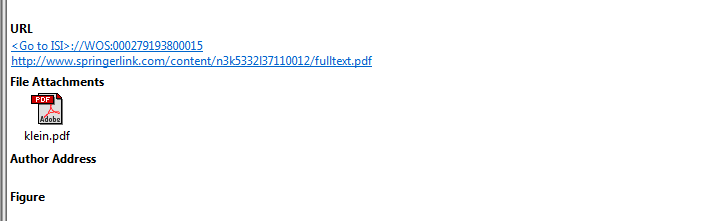 URL
<Go to ISI>://WOS:000279193800015
http://www.springerlink.com/content/n3k5332l37110012/fulltext.pdf
File Attachments
PDF
Adobe
klein.pdf
Author Address
Figure